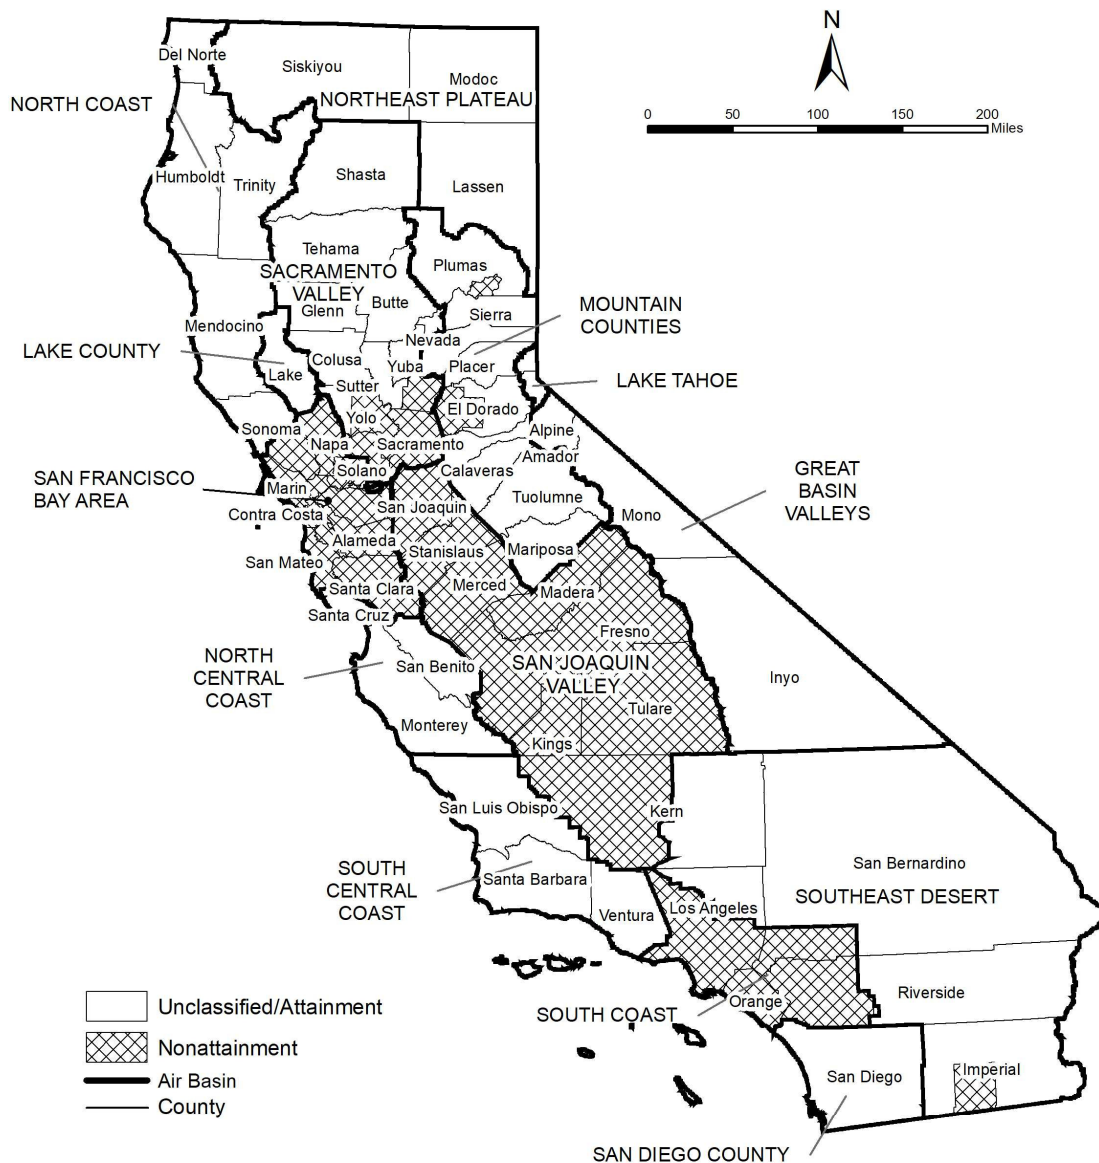 N
0 50 100 150 200
Miles
Del Norte
Siskiyou
Modoc
NORTH COAST
NORTHEAST PLATEAU
Humboldt
Trinity
Shasta
Lassen
Tehama
SACRAMENTO
VALLEY
Plumas
Glenn
Butte
Sierra
MOUNTAIN
COUNTIES
Mendocino
Nevada
LAKE COUNTY
Lake
Colusa
Yuba
Placer
LAKE TAHOE
Sutter
El Dorado
Sonoma
Yolo
Napa
Sacramento
Alpine
Amador
SAN FRANCISCO
BAY AREA
Solano
Calaveras
GREAT
BASIN
VALLEYS
Marin
Tuolumne
Contra Costa
San Joaquin
Mono
Alameda
Stanislaus
Mariposa
San Mateo
Santa Clara
Merced
Madera
Santa Cruz
Fresno
NORTH
CENTRAL
COAST
San Benito
SAN JOAQUIN
VALLEY
Inyo
Tulare
Monterey
Kings
San Luis Obispo
Kern
San Bernardino
SOUTH
CENTRAL
COAST
Santa Barbara
SOUTHEAST DESERT
Ventura
Los Angeles
Riverside
Orange
SOUTH COAST
San Diego
Imperial
SAN DIEGO COUNTY
Unclassified/Attainment
Nonattainment
Air Basin
County